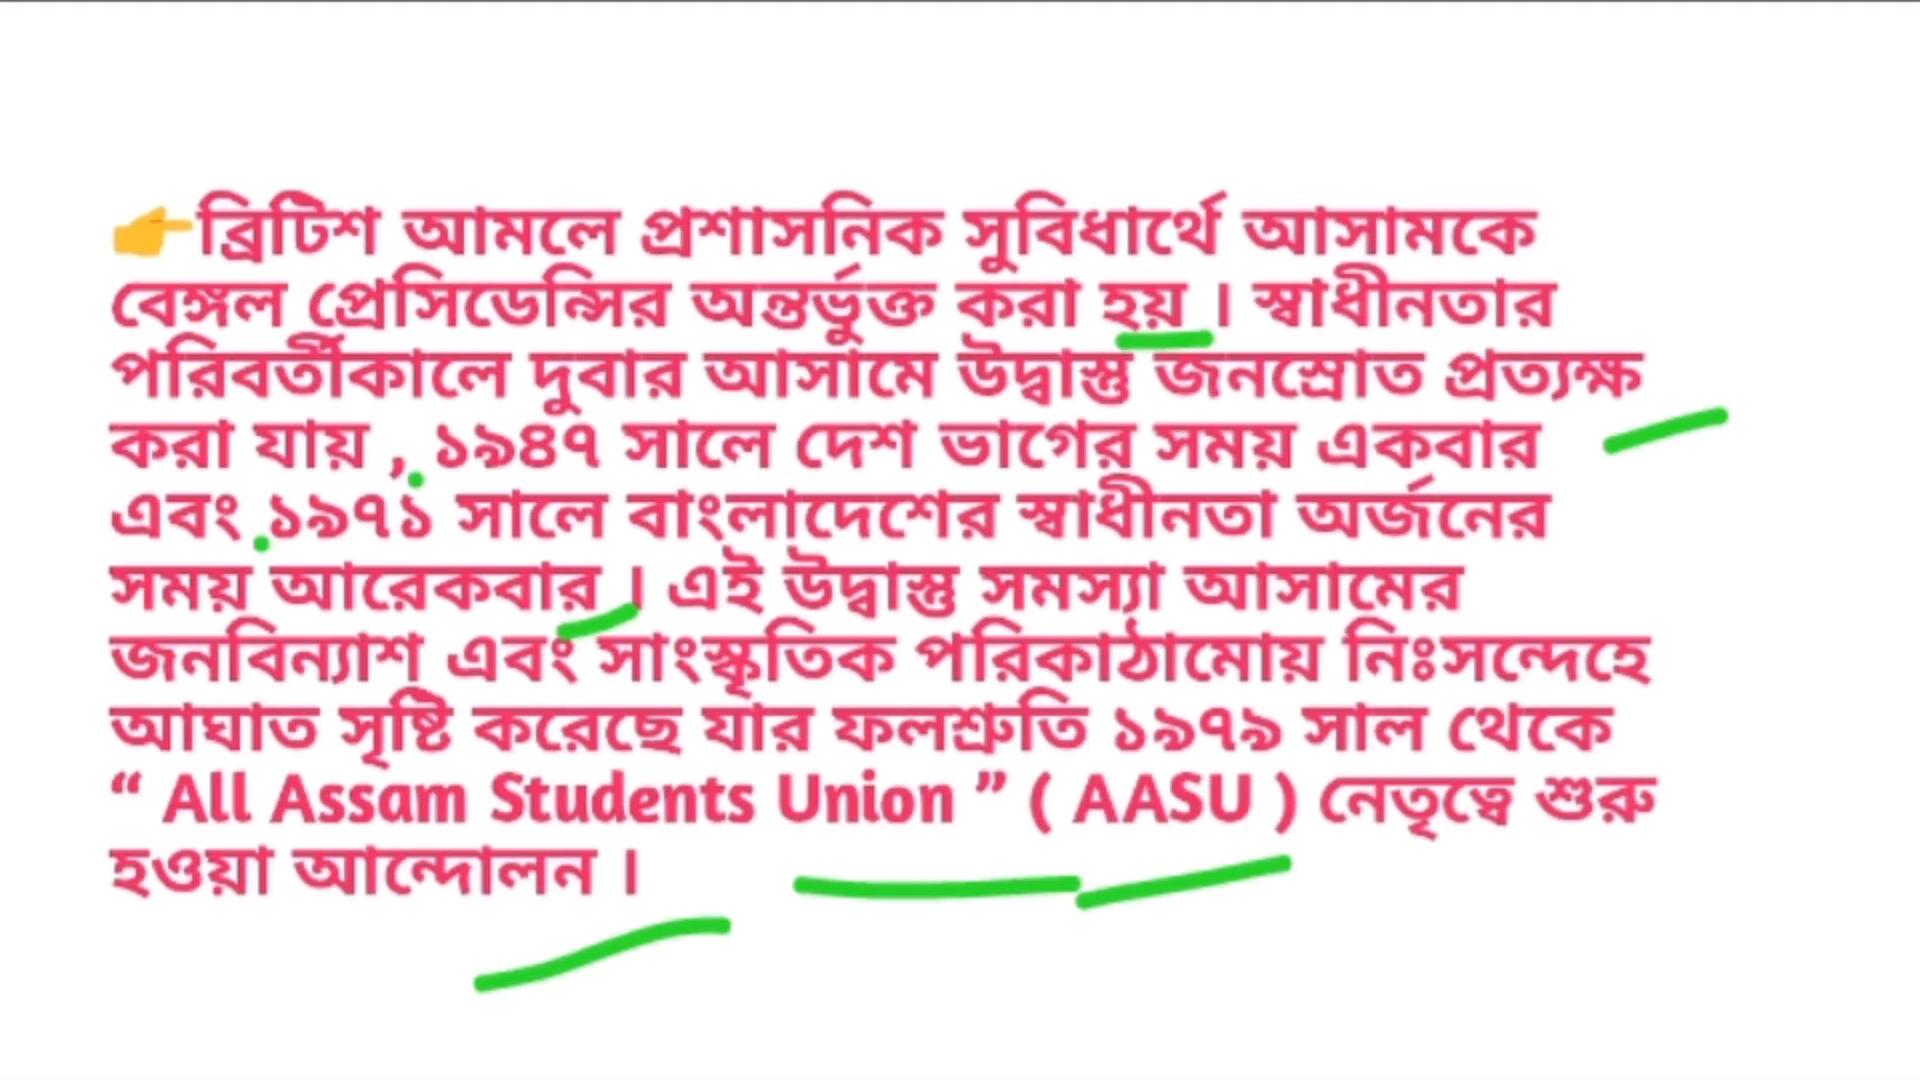 👉ব্রিটিশ আমলে প্রশাসনিক সুবিধার্থে আসামকে
বেঙ্গল প্রেসিডেন্সির অন্তর্ভুক্ত করা হয় । স্বাধীনতার
পরিবর্তীকালে দুবার আসামে উদ্বাস্তু জনস্রোত প্রত্যক্ষ
করা যায় , ১৯৪৭ সালে দেশ ভাগের সময় একবার
এবং ১৯৭১ সালে বাংলাদেশের স্বাধীনতা অর্জনের
সময় আরেকবার । এই উদ্বাস্তু সমস্যা আসামের
জনবিন্যাশ এবং সাংস্কৃতিক পরিকাঠামোয় নিঃসন্দেহে
আঘাত সৃষ্টি করেছে যার ফলশ্রুতি ১৯৭৯ সাল থেকে
“ All Assam Students Union ” ( AASU ) নেতৃত্বে শুরু
হওয়া আন্দোলন ।